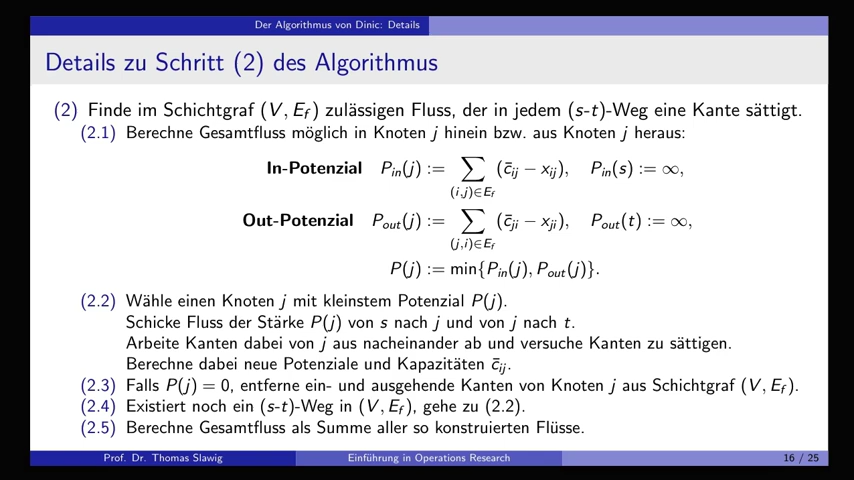 Der Algorithmus von Dinic: Details
Details zu Schritt (2) des Algorithmus
(2) Finde im Schichtgraf (V, E_f) zulässigen Fluss, der in jedem (s-t)-Weg eine Kante sättigt.
(2.1) Berechne Gesamtfluss möglich in Knoten j hinein bzw. aus Knoten j heraus:
In-Potenzial P_in(j) := ∑_{(i,j)∈E_f} (c̄_ij − x_ij), P_in(s) := ∞,
Out-Potenzial P_out(j) := ∑_{(j,i)∈E_f} (c̄_ji − x_ji), P_out(t) := ∞,
P(j) := min{P_in(j), P_out(j)}.
(2.2) Wähle einen Knoten j mit kleinstem Potenzial P(j).
Schicke Fluss der Stärke P(j) von s nach j und von j nach t.
Arbeite Kanten dabei von j aus nacheinander ab und versuche Kanten zu sättigen.
Berechne dabei neue Potenziale und Kapazitäten c̄_ij.
(2.3) Falls P(j) = 0, entferne ein- und ausgehende Kanten von Knoten j aus Schichtgraf (V, E_f).
(2.4) Existiert noch ein (s-t)-Weg in (V, E_f), gehe zu (2.2).
(2.5) Berechne Gesamtfluss als Summe aller so konstruierten Flüsse.
Prof. Dr. Thomas Slawig Einführung in Operations Research 16 / 25